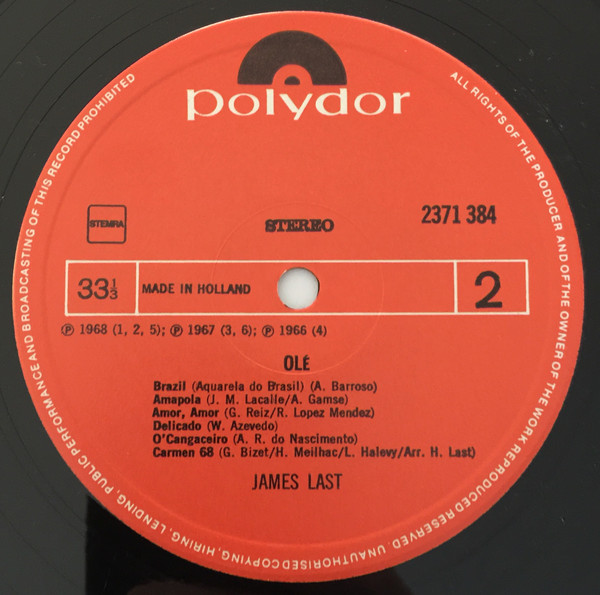 polydor
STEMRA
STEREO
2371 384
33⅓
MADE IN HOLLAND
2
Ⓟ 1968 (1, 2, 5); Ⓟ 1967 (3, 6); Ⓟ 1966 (4)
OLÉ
Brazil (Aquarela do Brasil) (A. Barroso)
Amapola (J. M. Lacalle/A. Gamse)
Amor, Amor (G. Reiz/R. Lopez Mendez)
Delicado (W. Azevedo)
O'Cangaceiro (A. R. do Nascimento)
Carmen 68 (G. Bizet/H. Meilhac/L. Halevy/Arr. H. Last)
JAMES LAST
ALL RIGHTS OF THE PRODUCER AND OF THE OWNER OF THE WORK REPRODUCED RESERVED. UNAUTHORISED COPYING, HIRING, LENDING, PUBLIC PERFORMANCE AND BROADCASTING OF THIS RECORD PROHIBITED